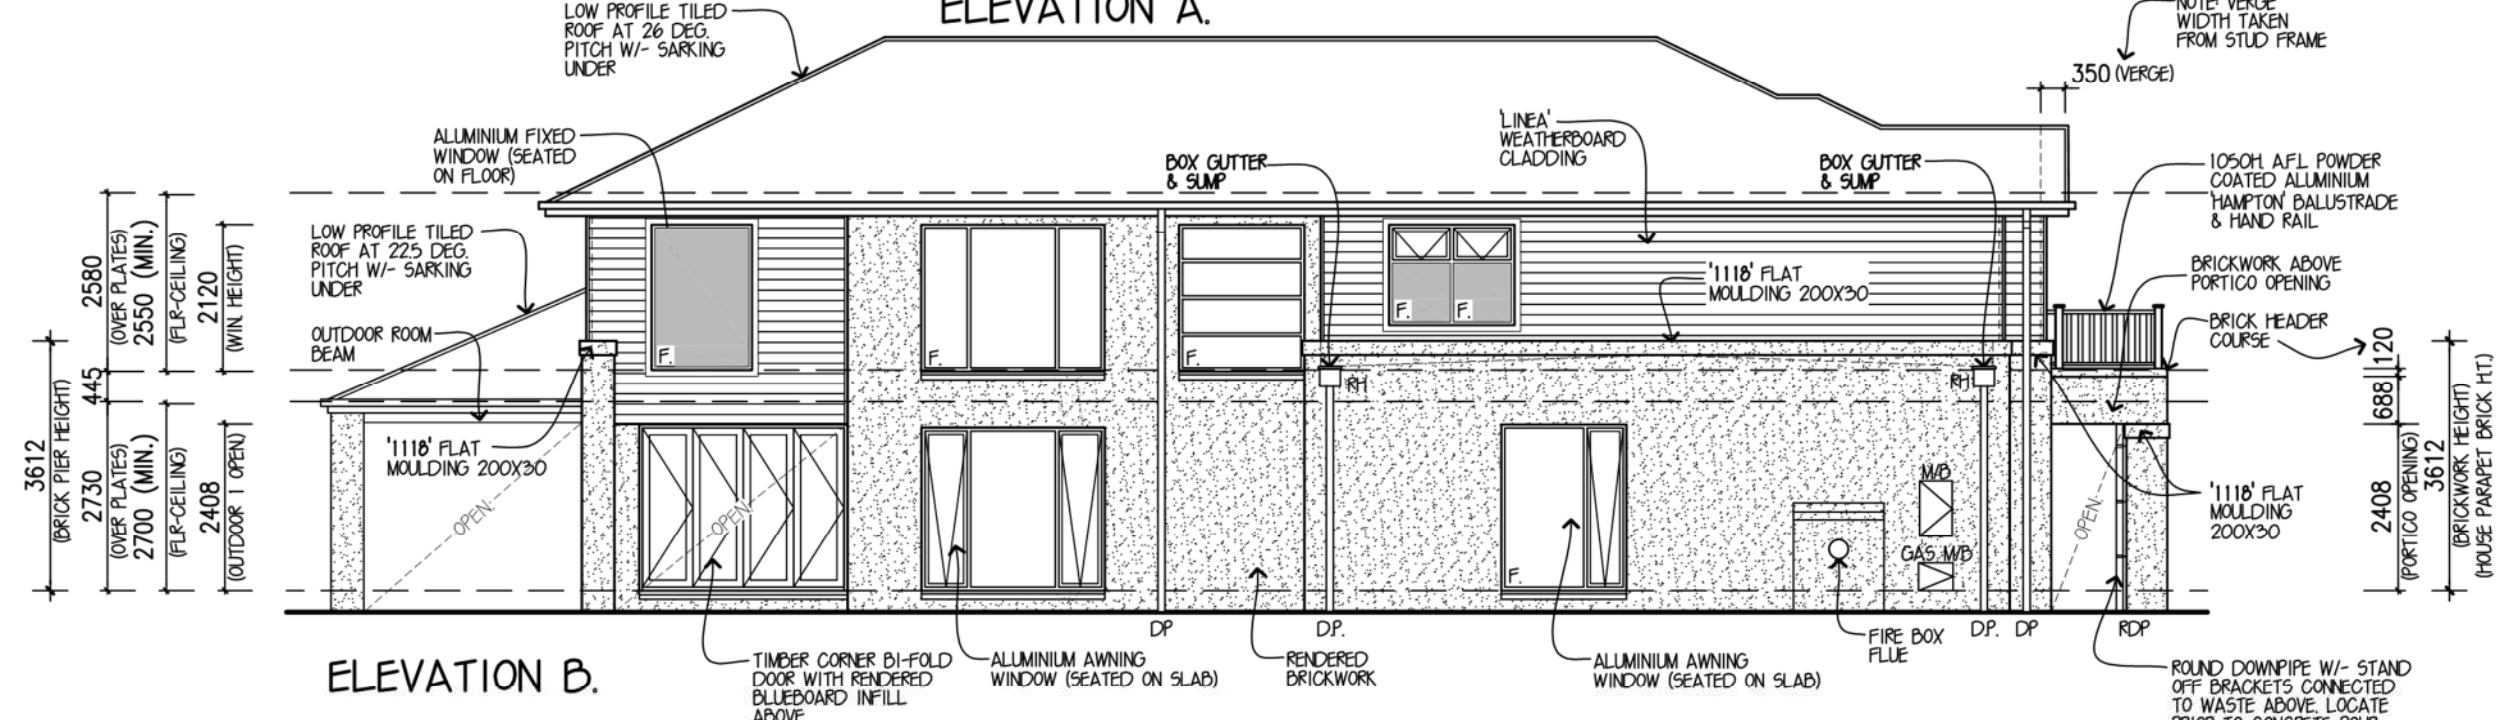 ELEVATION A.
LOW PROFILE TILED
ROOF AT 26 DEG.
PITCH W/- SARKING
UNDER
NOTE: VERGE
WIDTH TAKEN
FROM STUD FRAME
350 (VERGE)
ALUMINIUM FIXED
WINDOW (SEATED
ON FLOOR)
'LINEA'
WEATHERBOARD
CLADDING
BOX GUTTER
& SUMP
BOX GUTTER
& SUMP
1050H. A.F.L POWDER
COATED ALUMINIUM
'HAMPTON' BALUSTRADE
& HAND RAIL
LOW PROFILE TILED
ROOF AT 22.5 DEG.
PITCH W/- SARKING
UNDER
OUTDOOR ROOM
BEAM
'1118' FLAT
MOULDING 200X30
BRICKWORK ABOVE
PORTICO OPENING
BRICK HEADER
COURSE
2580
(OVER PLATES)
2550 (MIN.)
(FLR-CEILING)
2120
(WIN. HEIGHT)
445
3612
(BRICK PIER HEIGHT)
2730
(OVER PLATES)
2700 (MIN.)
(FLR-CEILING)
2408
(OUTDOOR 1 OPEN)
F.
F.
F.
F.
F.
RH
RH
'1118' FLAT
MOULDING 200X30
OPEN.
OPEN.
F.
M/B
GAS. M/B
OPEN.
'1118' FLAT
MOULDING
200X30
120
688
2408
(PORTICO OPENING)
3612
(BRICKWORK HEIGHT)
(HOUSE PARAPET BRICK H.T.)
DP
D.P.
D.P.
DP
RDP
FIRE BOX
FLUE
ELEVATION B.
TIMBER CORNER BI-FOLD
DOOR WITH RENDERED
BLUEBOARD INFILL
ABOVE
ALUMINIUM AWNING
WINDOW (SEATED ON SLAB)
RENDERED
BRICKWORK
ALUMINIUM AWNING
WINDOW (SEATED ON SLAB)
ROUND DOWNPIPE W/- STAND
OFF BRACKETS CONNECTED
TO WASTE ABOVE. LOCATE
PRIOR TO CONCRETE POUR